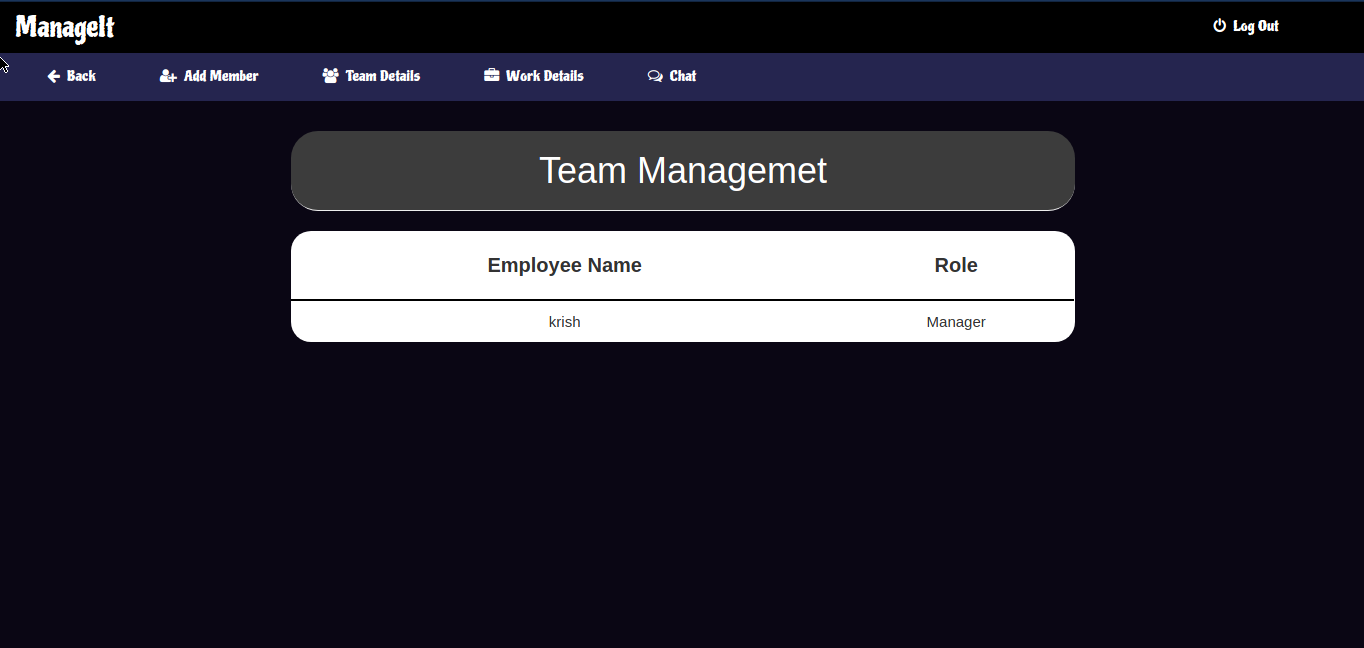 ManageIt
Log Out
Back
Add Member
Team Details
Work Details
Chat
Team Managemet
Employee Name
Role
krish
Manager